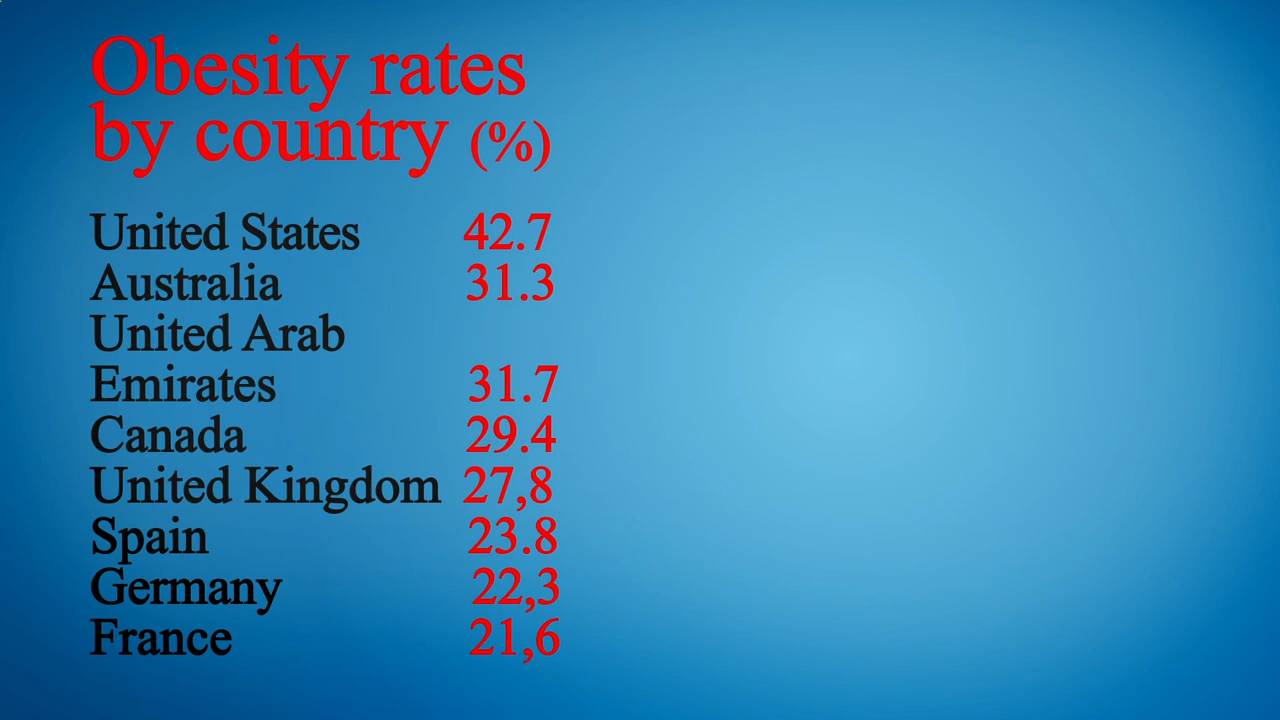 Obesity rates
by country (%)
United States 42.7
Australia 31.3
United Arab
Emirates 31.7
Canada 29.4
United Kingdom 27,8
Spain 23.8
Germany 22,3
France 21,6